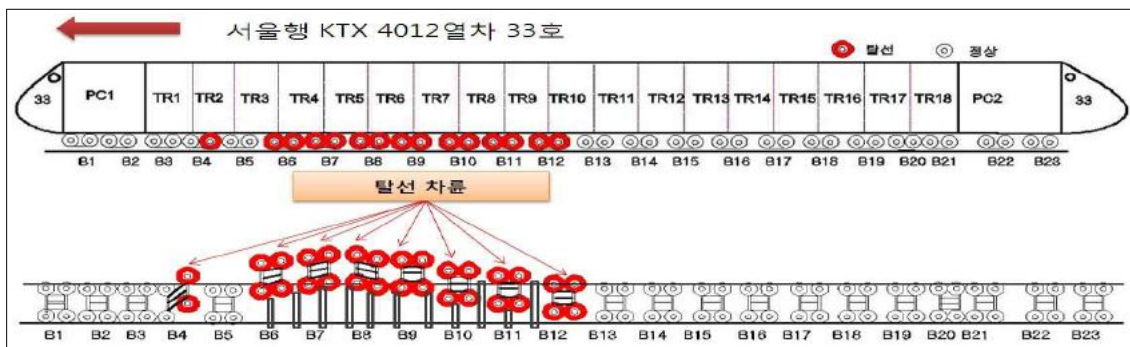 서울행 KTX 4012열차 33호
탈선 정상
33 PC1 TR1 TR2 TR3 TR4 TR5 TR6 TR7 TR8 TR9 TR10 TR11 TR12 TR13 TR14 TR15 TR16 TR17 TR18 PC2 33
B1 B2 B3 B4 B5 B6 B7 B8 B9 B10 B11 B12 B13 B14 B15 B16 B17 B18 B19 B20 B21 B22 B23
탈선 차륜
B1 B2 B3 B4 B5 B6 B7 B8 B9 B10 B11 B12 B13 B14 B15 B16 B17 B18 B19 B20 B21 B22 B23